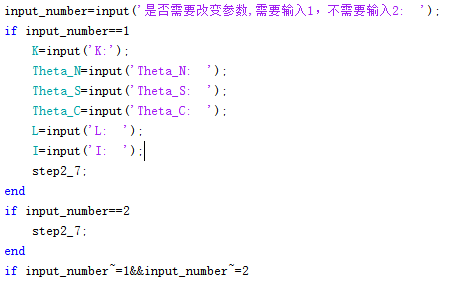 input_number=input('是否需要改变参数,需要输入1，不需要输入2:  ');
if input_number==1
    K=input('K:');
    Theta_N=input('Theta_N:  ');
    Theta_S=input('Theta_S:  ');
    Theta_C=input('Theta_C:  ');
    L=input('L:  ');
    I=input('I:  ');
    step2_7;
end
if input_number==2
    step2_7;
end
if input_number~=1&&input_number~=2